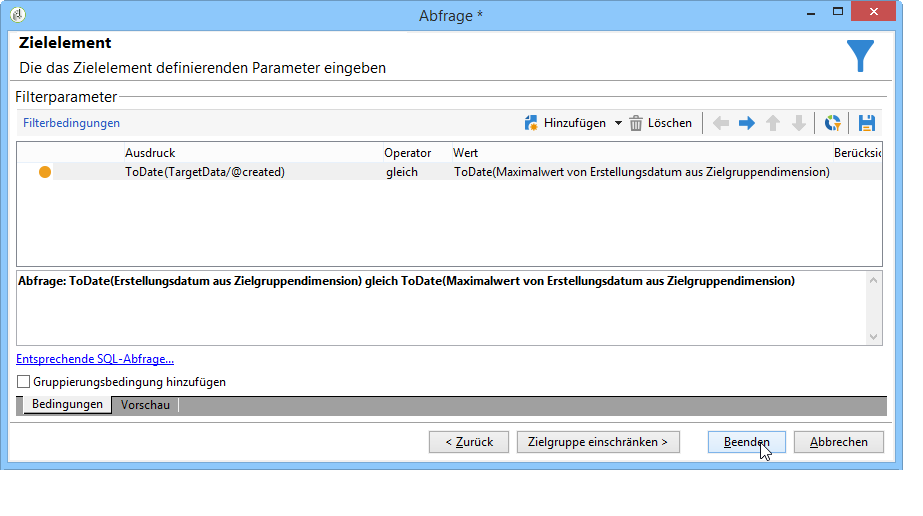 Abfrage *
Zielelement
Die das Zielelement definierenden Parameter eingeben
Filterparameter
Filterbedingungen Hinzufügen Löschen
Ausdruck Operator Wert
ToDate(TargetData/@created) gleich ToDate(Maximalwert von Erstellungsdatum aus Zielgruppendimension)
Abfrage: ToDate(Erstellungsdatum aus Zielgruppendimension) gleich ToDate(Maximalwert von Erstellungsdatum aus Zielgruppendimension)
Entsprechende SQL-Abfrage...
Gruppierungsbedingung hinzufügen
Bedingungen Vorschau
< Zurück Zielgruppe einschränken > Beenden Abbrechen